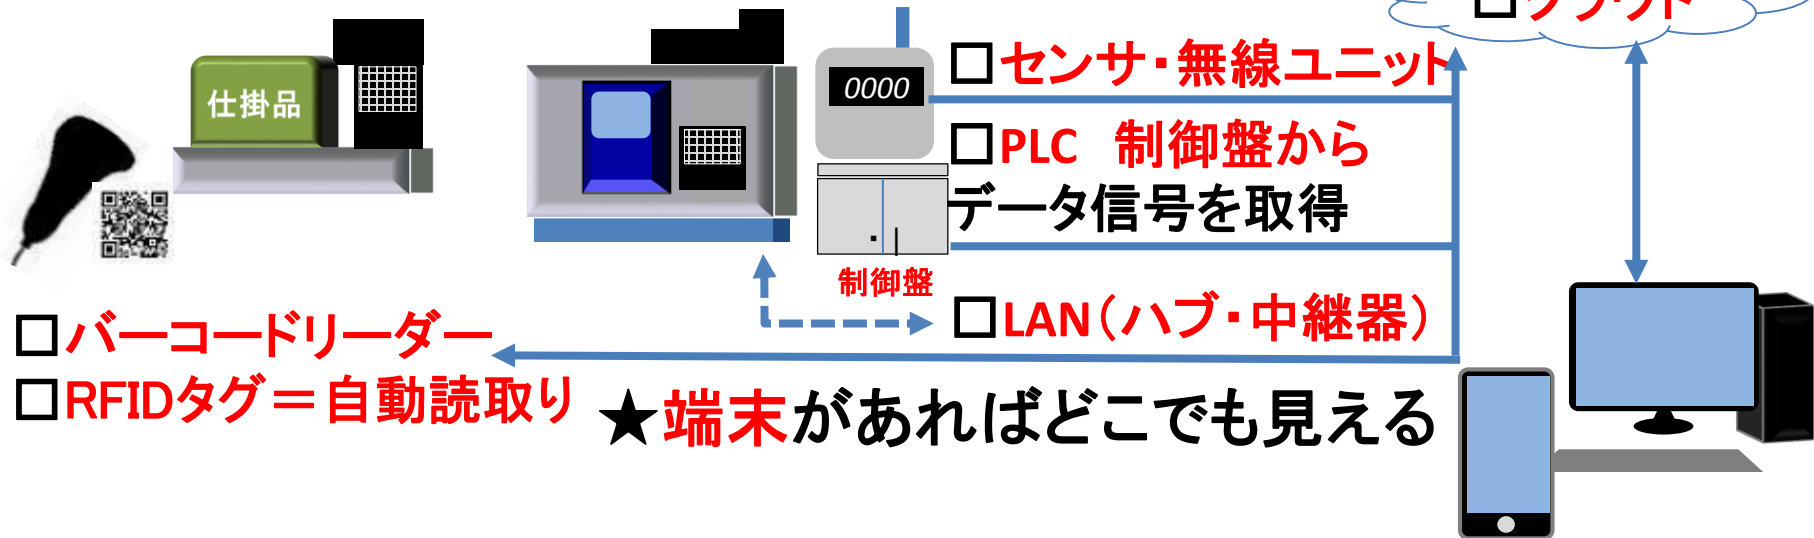 □クラウド
仕掛品
0000
□センサ・無線ユニット
□PLC 制御盤から
データ信号を取得
制御盤
□LAN(ハブ・中継器)
□バーコードリーダー
□RFIDタグ=自動読取り
★端末があればどこでも見える